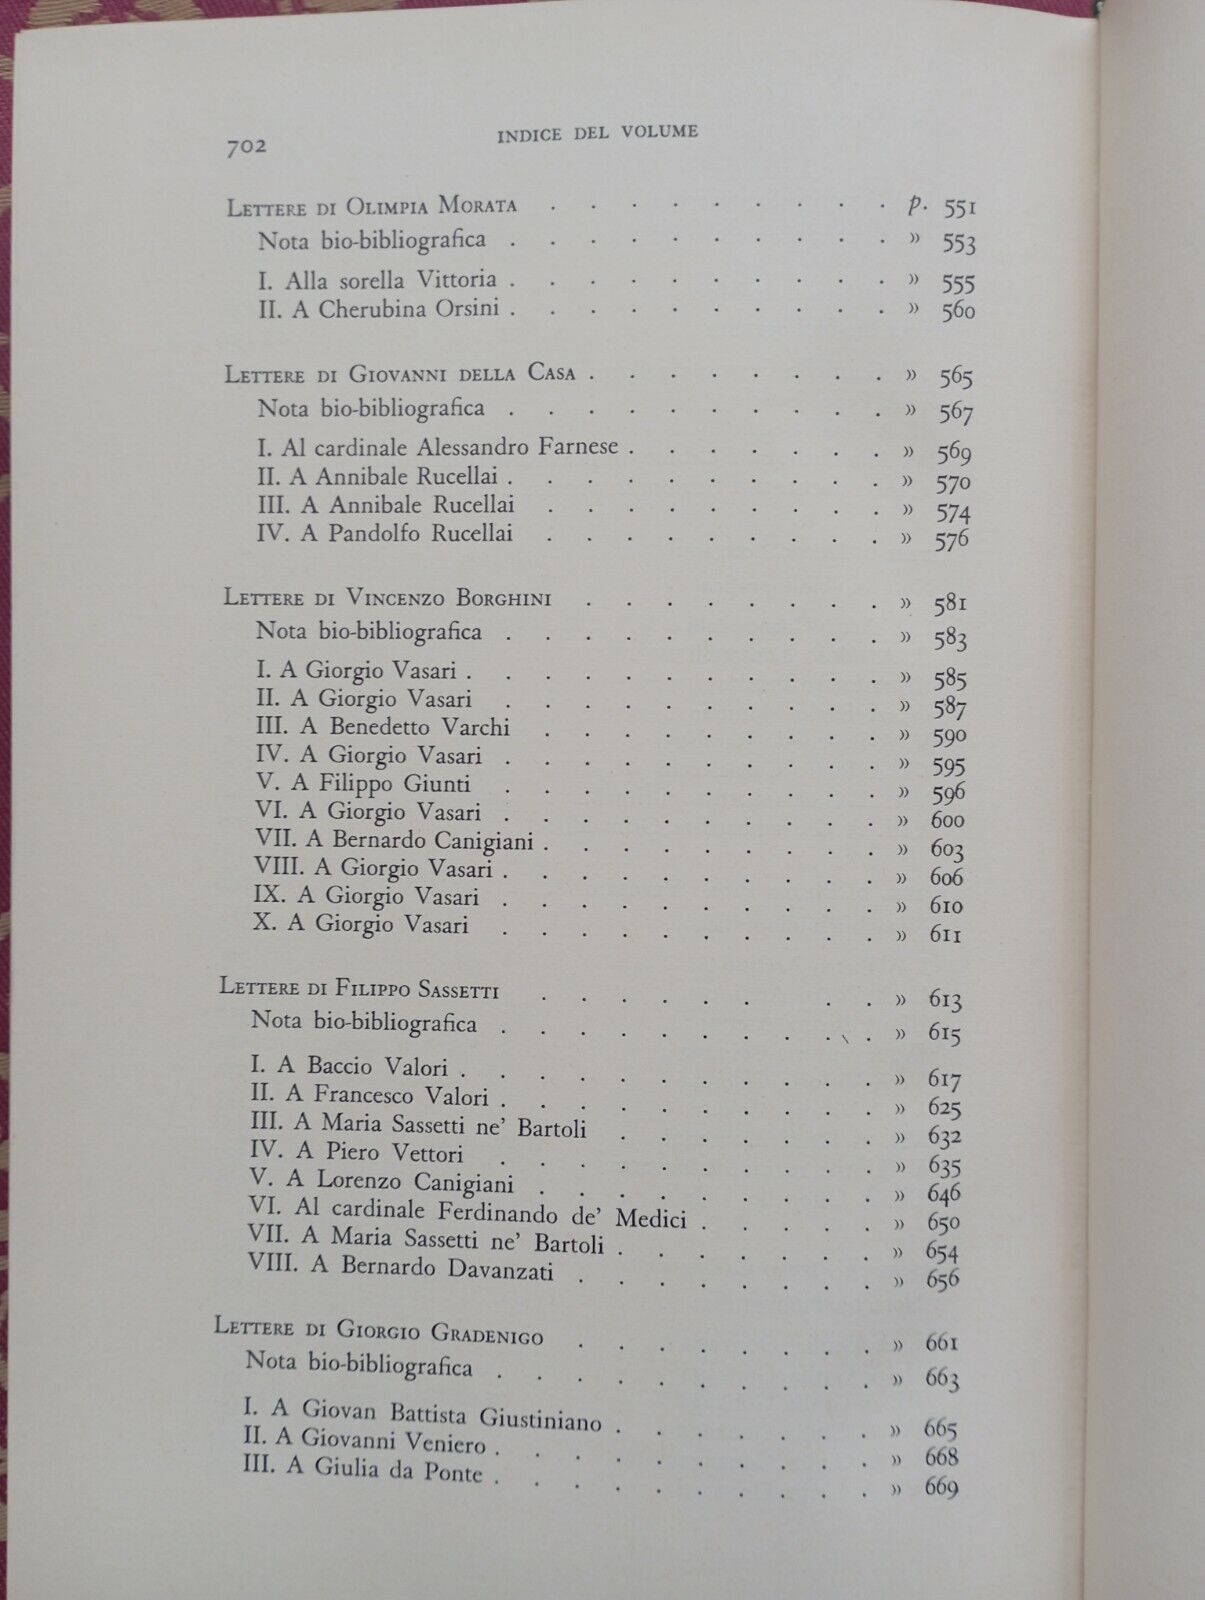 702 INDICE DEL VOLUME
LETTERE DI OLIMPIA MORATA . . . . . . . . . p. 551
Nota bio-bibliografica . . . . . . . . . . » 553
I. Alla sorella Vittoria . . . . . . . . . . » 555
II. A Cherubina Orsini . . . . . . . . . . » 560
LETTERE DI GIOVANNI DELLA CASA . . . . . . . . » 565
Nota bio-bibliografica . . . . . . . . . . » 567
I. Al cardinale Alessandro Farnese . . . . . . . » 569
II. A Annibale Rucellai . . . . . . . . . . » 570
III. A Annibale Rucellai . . . . . . . . . » 574
IV. A Pandolfo Rucellai . . . . . . . . . » 576
LETTERE DI VINCENZO BORGHINI . . . . . . . . » 581
Nota bio-bibliografica . . . . . . . . . . » 583
I. A Giorgio Vasari . . . . . . . . . . . » 585
II. A Giorgio Vasari . . . . . . . . . . » 587
III. A Benedetto Varchi . . . . . . . . . » 590
IV. A Giorgio Vasari . . . . . . . . . . » 595
V. A Filippo Giunti . . . . . . . . . . » 596
VI. A Giorgio Vasari . . . . . . . . . . » 600
VII. A Bernardo Canigiani . . . . . . . . . » 603
VIII. A Giorgio Vasari . . . . . . . . . . » 606
IX. A Giorgio Vasari . . . . . . . . . . » 610
X. A Giorgio Vasari . . . . . . . . . . » 611
LETTERE DI FILIPPO SASSETTI . . . . . . . . » 613
Nota bio-bibliografica . . . . . . . . . . » 615
I. A Baccio Valori . . . . . . . . . . . » 617
II. A Francesco Valori . . . . . . . . . . » 625
III. A Maria Sassetti ne' Bartoli . . . . . . . » 632
IV. A Piero Vettori . . . . . . . . . . » 635
V. A Lorenzo Canigiani . . . . . . . . . » 646
VI. Al cardinale Ferdinando de' Medici . . . . . » 650
VII. A Maria Sassetti ne' Bartoli . . . . . . . » 654
VIII. A Bernardo Davanzati . . . . . . . . » 656
LETTERE DI GIORGIO GRADENIGO . . . . . . . . » 661
Nota bio-bibliografica . . . . . . . . . . » 663
I. A Giovan Battista Giustiniano . . . . . . . » 665
II. A Giovanni Veniero . . . . . . . . . . » 668
III. A Giulia da Ponte . . . . . . . . . . » 669